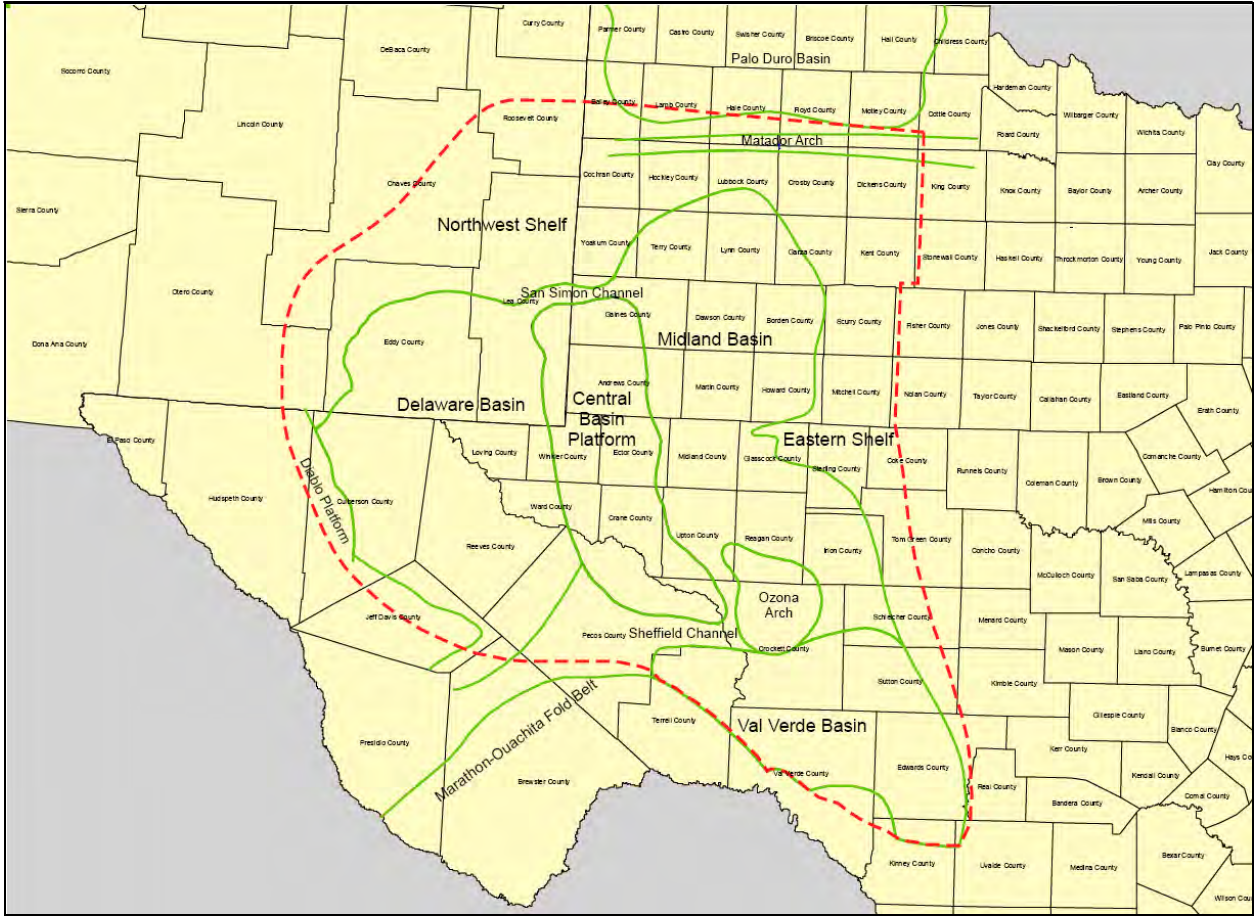 Curry County
Parmer County
Castro County
Swisher County
Briscoe County
Hall County
Childress County
DeBaca County
Palo Duro Basin
Socorro County
Hardeman County
Bailey County
Lamb County
Hale County
Floyd County
Motley County
Cottle County
Roosevelt County
Wilbarger County
Lincoln County
Foard County
Wichita County
Matador Arch
Clay County
Chaves County
Cochran County
Hockley County
Lubbock County
Crosby County
Dickens County
King County
Knox County
Baylor County
Archer County
Sierra County
Northwest Shelf
Yoakum County
Terry County
Lynn County
Garza County
Kent County
Stonewall County
Haskell County
Throckmorton County
Young County
Jack County
Otero County
San Simon Channel
Lea County
Gaines County
Dawson County
Borden County
Scurry County
Fisher County
Jones County
Shackelford County
Stephens County
Palo Pinto County
Dona Ana County
Eddy County
Midland Basin
Andrews County
Martin County
Howard County
Mitchell County
Nolan County
Taylor County
Callahan County
Eastland County
Erath County
Delaware Basin
Central
Basin
Platform
El Paso County
Eastern Shelf
Loving County
Winkler County
Ector County
Midland County
Glasscock County
Sterling County
Coke County
Runnels County
Coleman County
Brown County
Comanche County
Hamilton Cou
Diablo Platform
Hudspeth County
Culberson County
Ward County
Crane County
Mills County
Reeves County
Upton County
Reagan County
Irion County
Tom Green County
Concho County
McCulloch County
San Saba County
Lampasas County
Ozona
Arch
Jeff Davis County
Pecos County
Sheffield Channel
Schleicher County
Menard County
Crockett County
Mason County
Llano County
Burnet County
Sutton County
Kimble County
Marathon-Ouachita Fold Belt
Terrell County
Val Verde Basin
Gillespie County
Blanco County
Presidio County
Kerr County
Hays Co
Brewster County
Val Verde County
Edwards County
Real County
Kendall County
Bandera County
Comal County
Kinney County
Uvalde County
Medina County
Bexar County
Wilson Cou